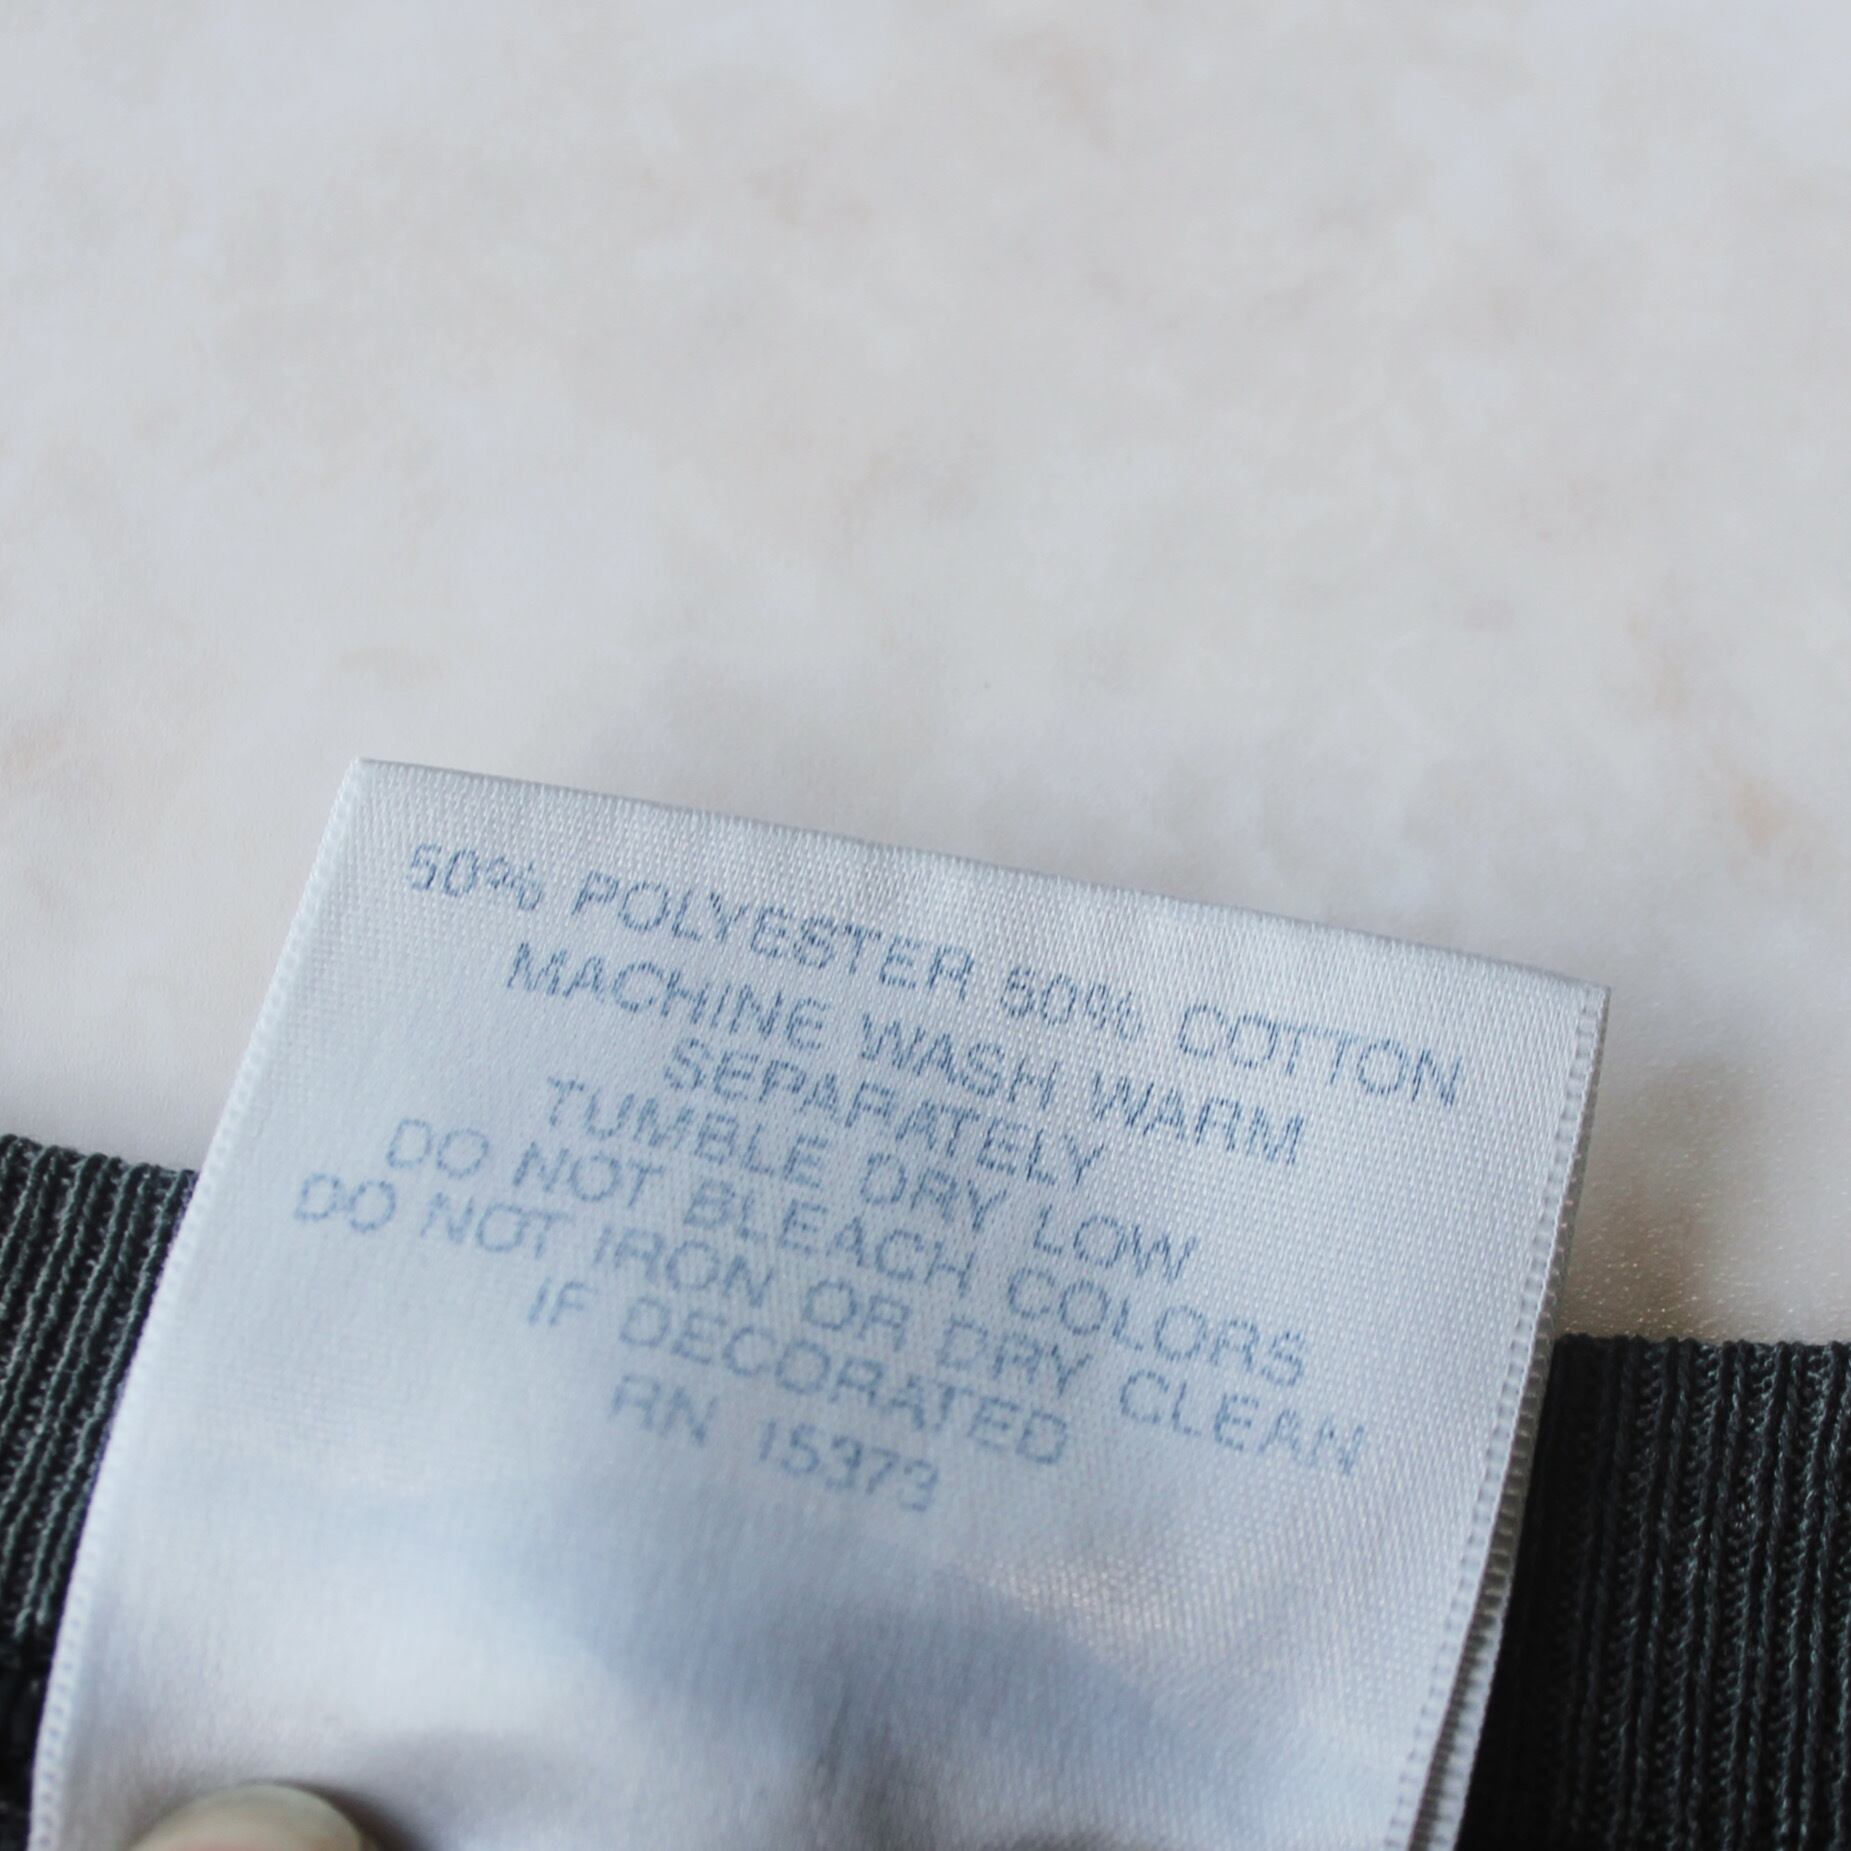 50% POLYESTER 50% COTTON
MACHINE WASH WARM
SEPARATELY
TUMBLE DRY LOW
DO NOT BLEACH COLORS
DO NOT IRON OR DRY CLEAN
IF DECORATED
RN 15373